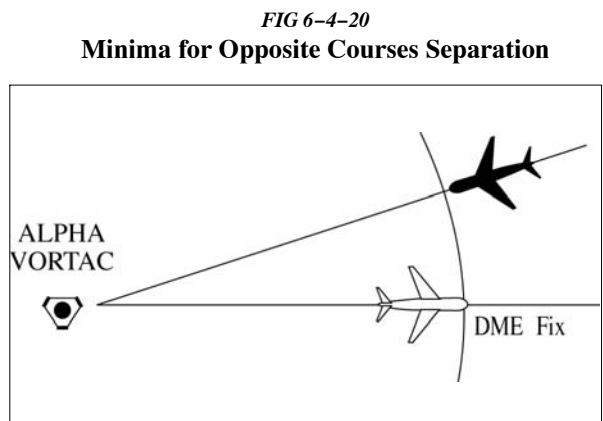 FIG 6–4–20
Minima for Opposite Courses Separation
ALPHA
VORTAC
DME Fix